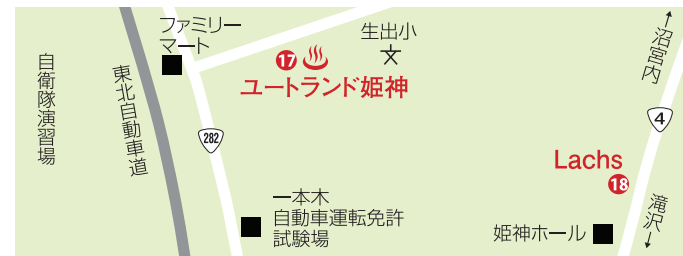 ファミリー
マート
生出小
文
17
ユートランド姫神
沼宮内
自衛隊演習場
東北自動車道
282
4
Lachs
18
一本木
自動車運転免許
試験場
姫神ホール
滝沢